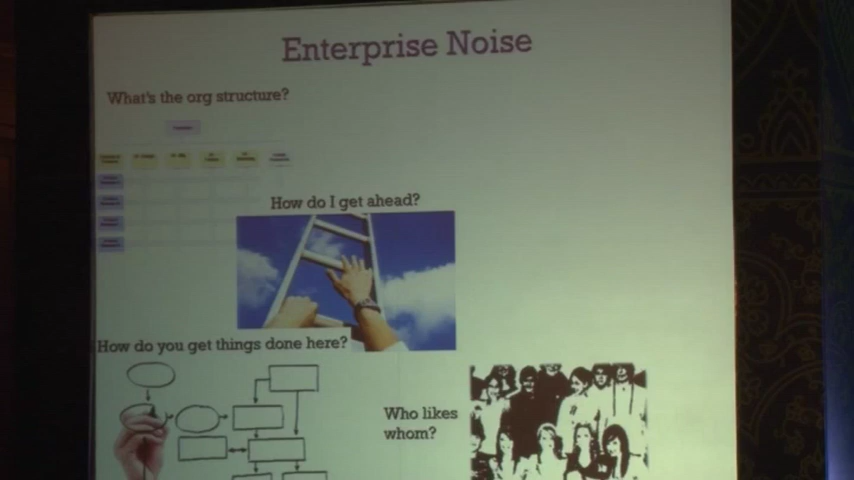 Enterprise Noise
What's the org structure?
How do I get ahead?
How do you get things done here?
Who likes
whom?